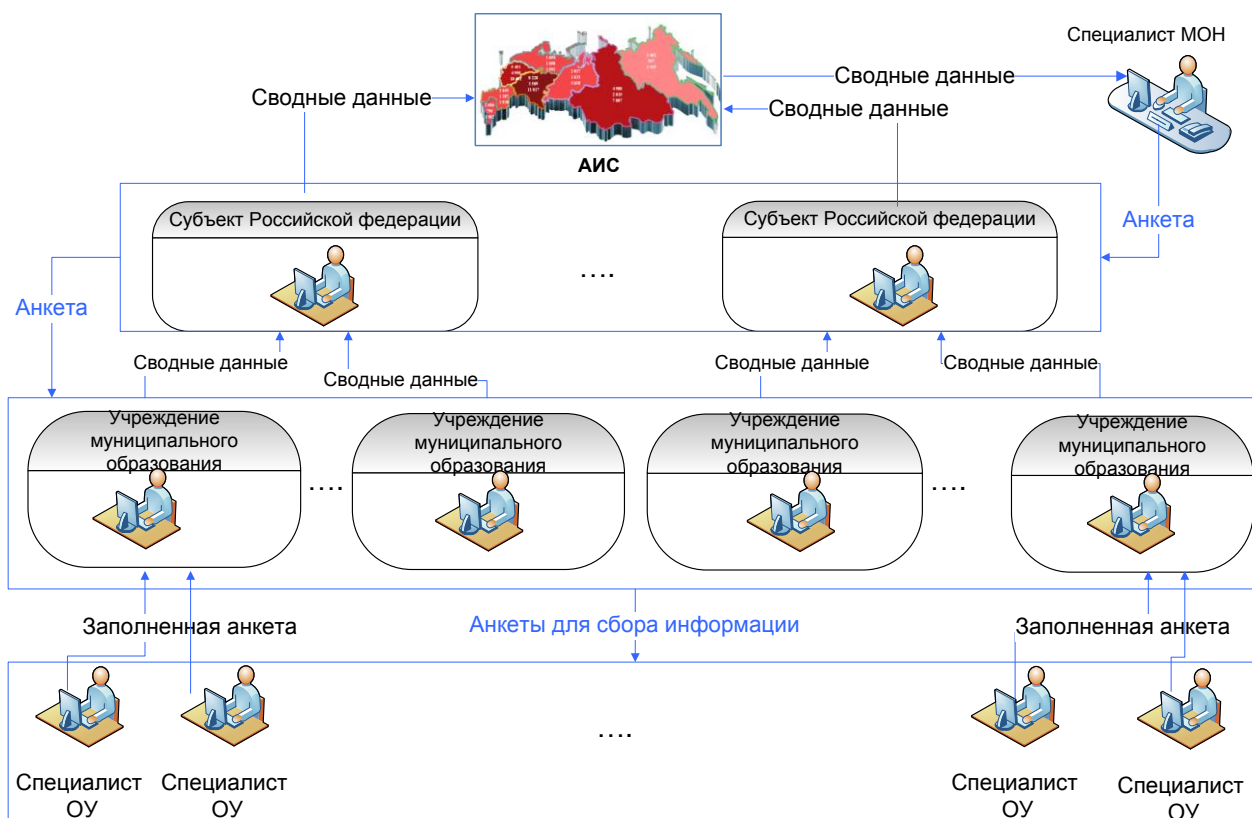 Специалист МОН
Сводные данные
Сводные данные
Сводные данные
АИС
Субъект Российской федерации
Субъект Российской федерации
....
Анкета
Анкета
Сводные данные
Сводные данные
Сводные данные
Сводные данные
Учреждение
муниципального
образования
Учреждение
муниципального
образования
Учреждение
муниципального
образования
Учреждение
муниципального
образования
....
....
Заполненная анкета
Анкеты для сбора информации
Заполненная анкета
....
Специалист
ОУ
Специалист
ОУ
Специалист
ОУ
Специалист
ОУ